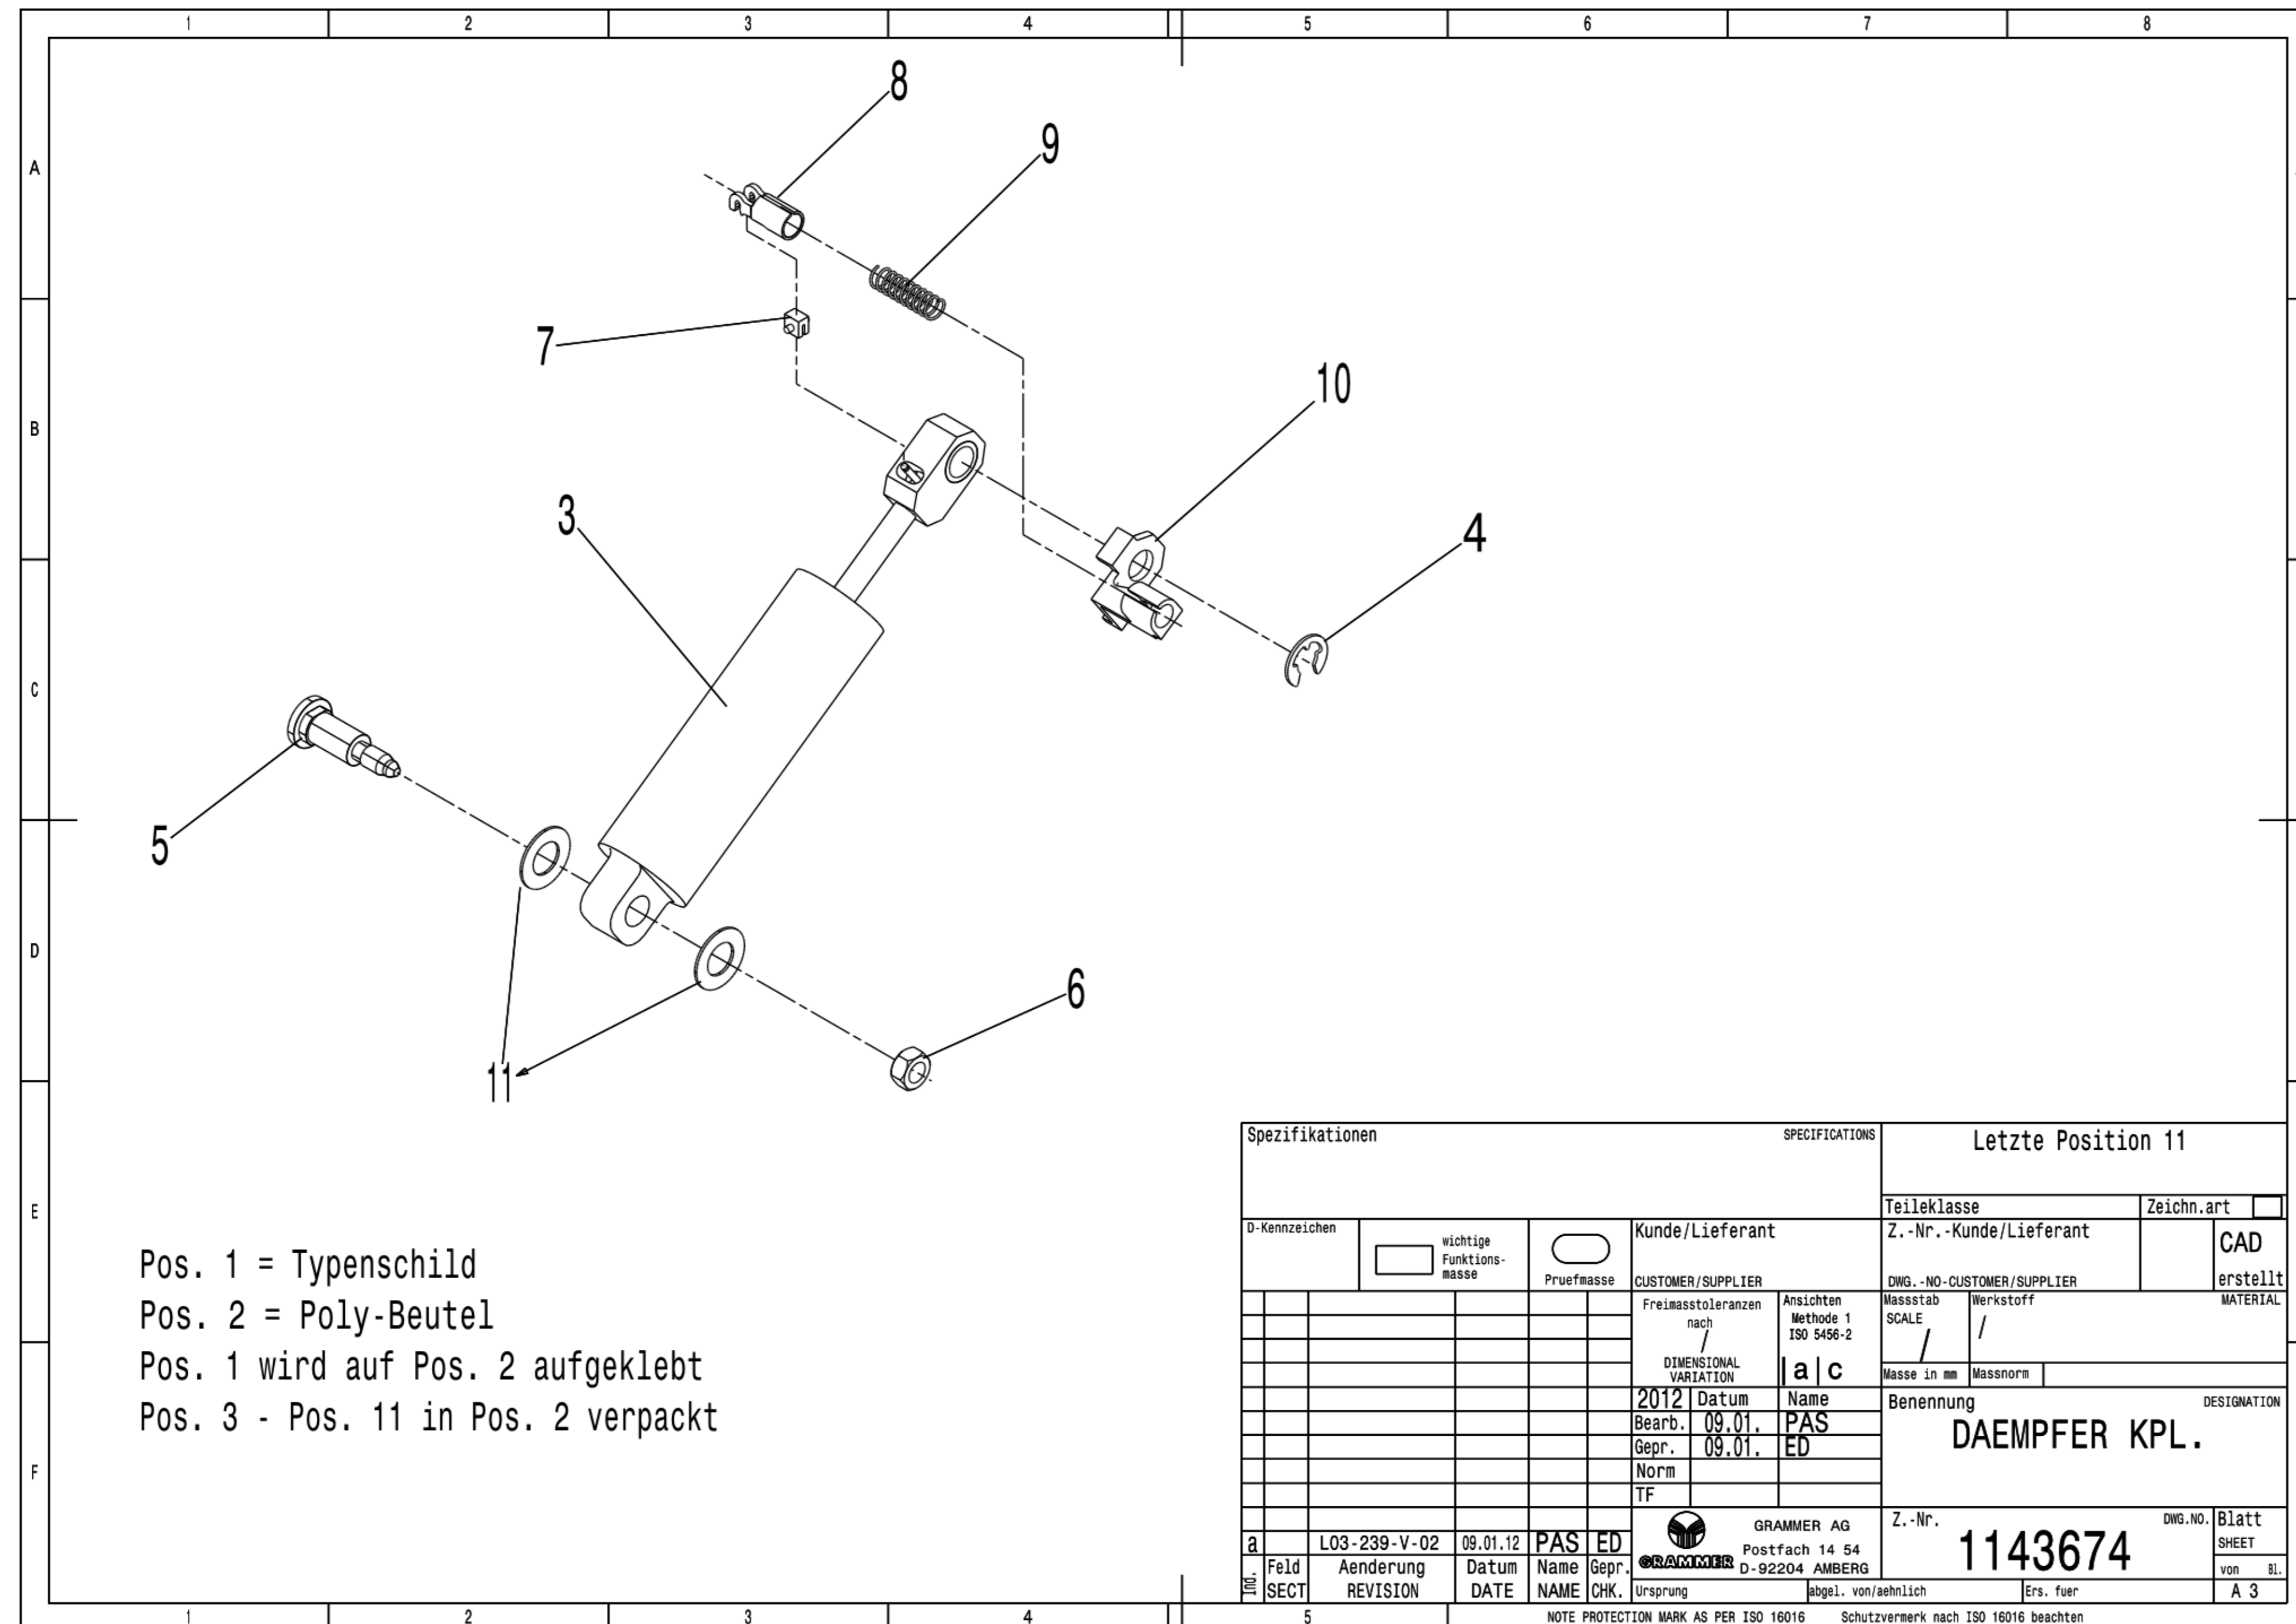 1 2 3 4 5 6 7 8
A
B
C
D
E
F
8
9
7
10
3
4
5
6
11
Pos. 1 = Typenschild
Pos. 2 = Poly-Beutel
Pos. 1 wird auf Pos. 2 aufgeklebt
Pos. 3 - Pos. 11 in Pos. 2 verpackt
Spezifikationen SPECIFICATIONS
Letzte Position 11
Teileklasse Zeichn.art
D-Kennzeichen
wichtige
Funktions-
masse
Pruefmasse
Kunde/Lieferant
CUSTOMER/SUPPLIER
Z.-Nr.-Kunde/Lieferant
DWG.-NO-CUSTOMER/SUPPLIER
CAD
erstellt
Freimasstoleranzen
nach
/
DIMENSIONAL
VARIATION
Ansichten
Methode 1
ISO 5456-2
|a|c
Massstab
SCALE
/
Werkstoff MATERIAL
/
Masse in mm Massnorm
2012 Datum Name
Bearb. 09.01. PAS
Gepr. 09.01. ED
Norm
TF
Benennung DESIGNATION
DAEMPFER KPL.
a L03-239-V-02 09.01.12 PAS ED
Ind. Feld Aenderung Datum Name Gepr.
SECT REVISION DATE NAME CHK.
GRAMMER
GRAMMER AG
Postfach 14 54
D-92204 AMBERG
Z.-Nr. DWG.NO.
1143674
Blatt
SHEET
von Bl.
Ursprung abgel. von/aehnlich Ers. fuer A 3
1 2 3 4 5
NOTE PROTECTION MARK AS PER ISO 16016 Schutzvermerk nach ISO 16016 beachten